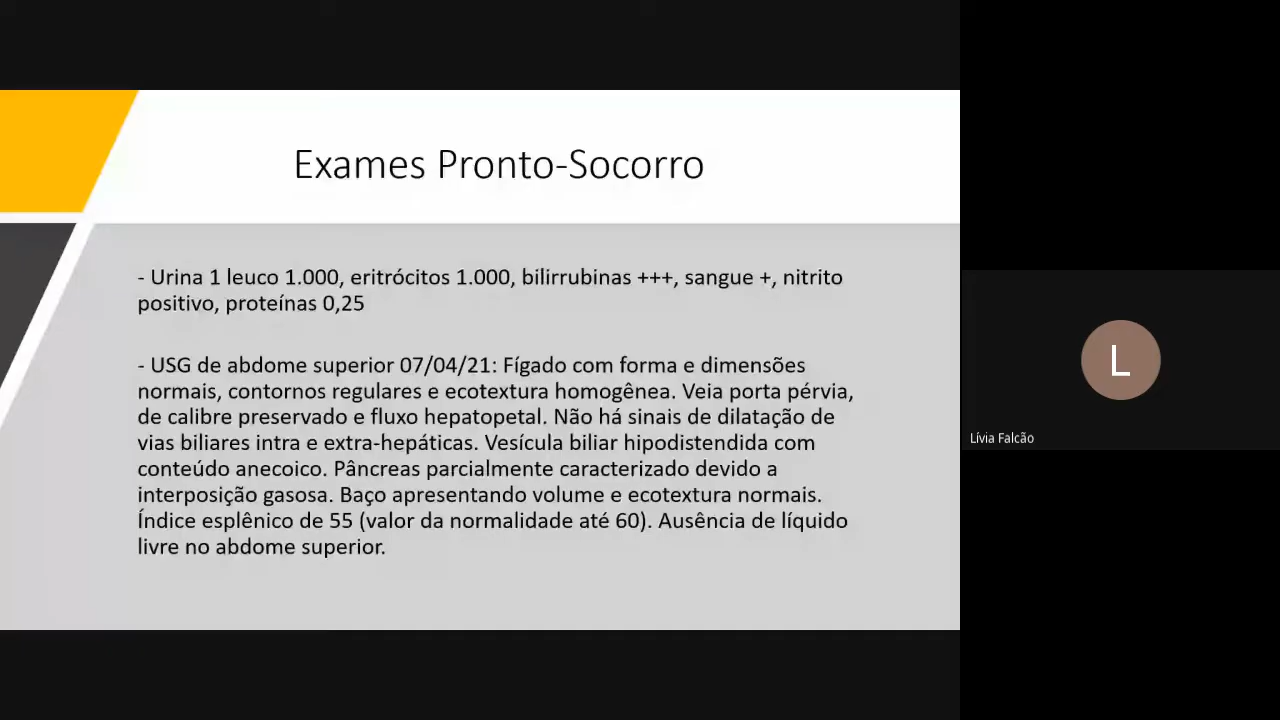 Exames Pronto-Socorro
- Urina 1 leuco 1.000, eritrócitos 1.000, bilirrubinas +++, sangue +, nitrito
positivo, proteínas 0,25
- USG de abdome superior 07/04/21: Fígado com forma e dimensões
normais, contornos regulares e ecotextura homogênea. Veia porta pérvia,
de calibre preservado e fluxo hepatopetal. Não há sinais de dilatação de
vias biliares intra e extra-hepáticas. Vesícula biliar hipodistendida com
conteúdo anecoico. Pâncreas parcialmente caracterizado devido a
interposição gasosa. Baço apresentando volume e ecotextura normais.
Índice esplênico de 55 (valor da normalidade até 60). Ausência de líquido
livre no abdome superior.
L
Lívia Falcão